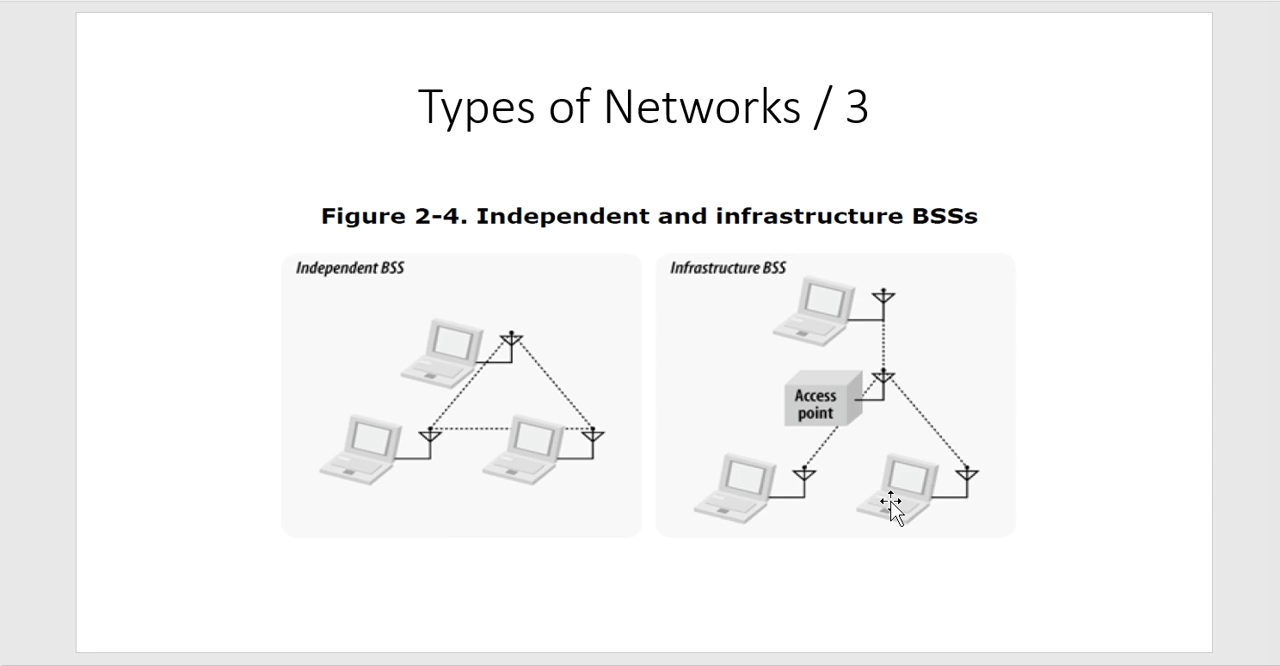 Types of Networks / 3
Figure 2-4. Independent and infrastructure BSSs
Independent BSS
Infrastructure BSS
Access
point